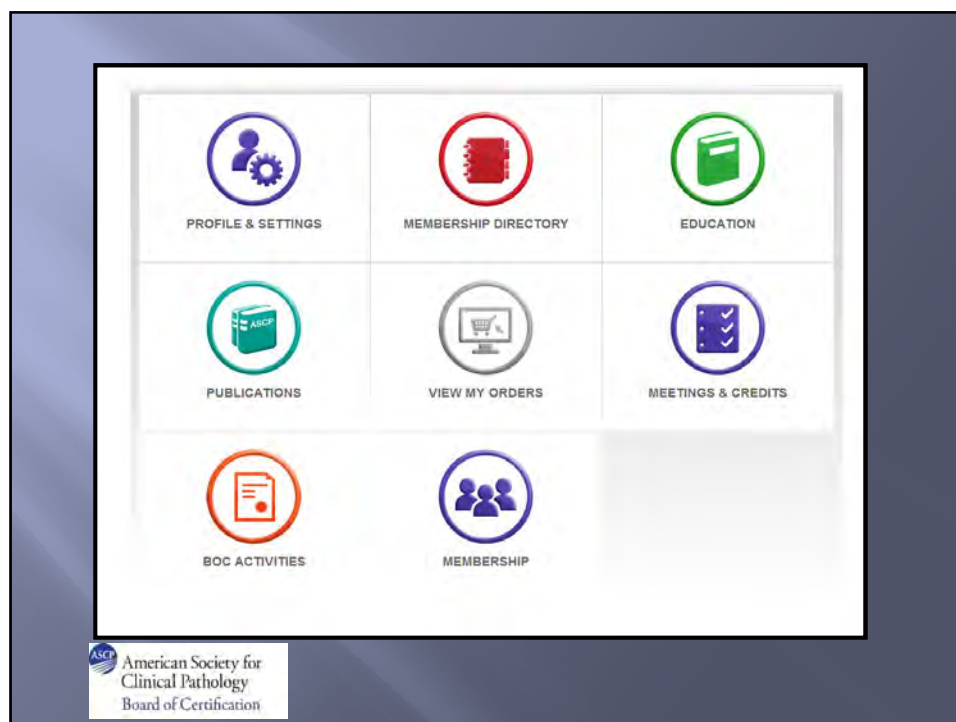 PROFILE & SETTINGS
MEMBERSHIP DIRECTORY
EDUCATION
ASCP
PUBLICATIONS
VIEW MY ORDERS
MEETINGS & CREDITS
BOC ACTIVITIES
MEMBERSHIP
ASCP
American Society for
Clinical Pathology
Board of Certification